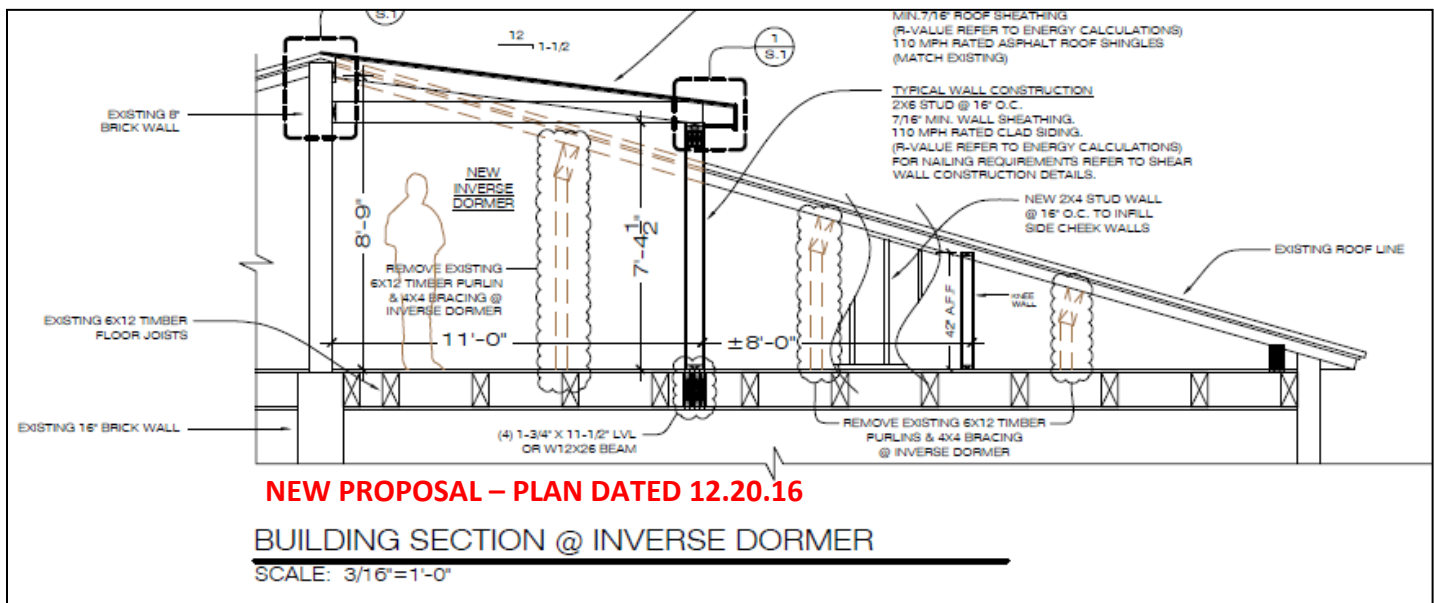 S.1
MIN.7/16" ROOF SHEATHING
(R-VALUE REFER TO ENERGY CALCULATIONS)
110 MPH RATED ASPHALT ROOF SHINGLES
(MATCH EXISTING)
12
1-1/2
1
S.1
TYPICAL WALL CONSTRUCTION
2X6 STUD @ 16" O.C.
7/16" MIN. WALL SHEATHING.
110 MPH RATED CLAD SIDING.
(R-VALUE REFER TO ENERGY CALCULATIONS)
FOR NAILING REQUIREMENTS REFER TO SHEAR
WALL CONSTRUCTION DETAILS.
EXISTING 8"
BRICK WALL
NEW
INVERSE
DORMER
8'-9"
7'-4 1/2"
NEW 2X4 STUD WALL
@ 16" O.C. TO INFILL
SIDE CHEEK WALLS
EXISTING ROOF LINE
REMOVE EXISTING
6X12 TIMBER PURLIN
& 4X4 BRACING @
INVERSE DORMER
42" A.F.F
KNEE
WALL
EXISTING 6X12 TIMBER
FLOOR JOISTS
11'-0"
±8'-0"
EXISTING 16" BRICK WALL
(4) 1-3/4" X 11-1/2" LVL
OR W12X26 BEAM
REMOVE EXISTING 6X12 TIMBER
PURLINS & 4X4 BRACING
@ INVERSE DORMER
NEW PROPOSAL – PLAN DATED 12.20.16
BUILDING SECTION @ INVERSE DORMER
SCALE: 3/16"=1'-0"